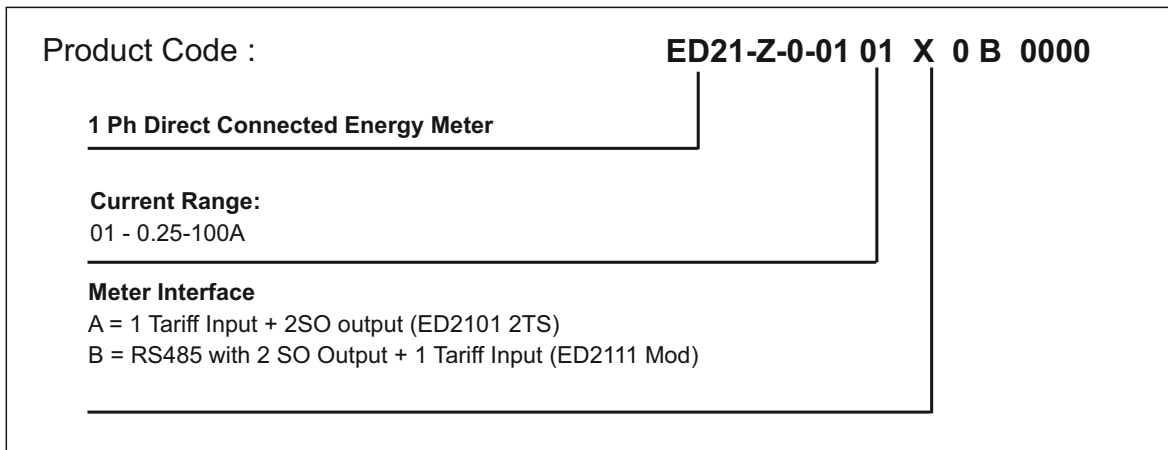 Product Code : ED21-Z-0-01 01 X 0 B 0000
1 Ph Direct Connected Energy Meter
Current Range:
01 - 0.25-100A
Meter Interface
A = 1 Tariff Input + 2SO output (ED2101 2TS)
B = RS485 with 2 SO Output + 1 Tariff Input (ED2111 Mod)